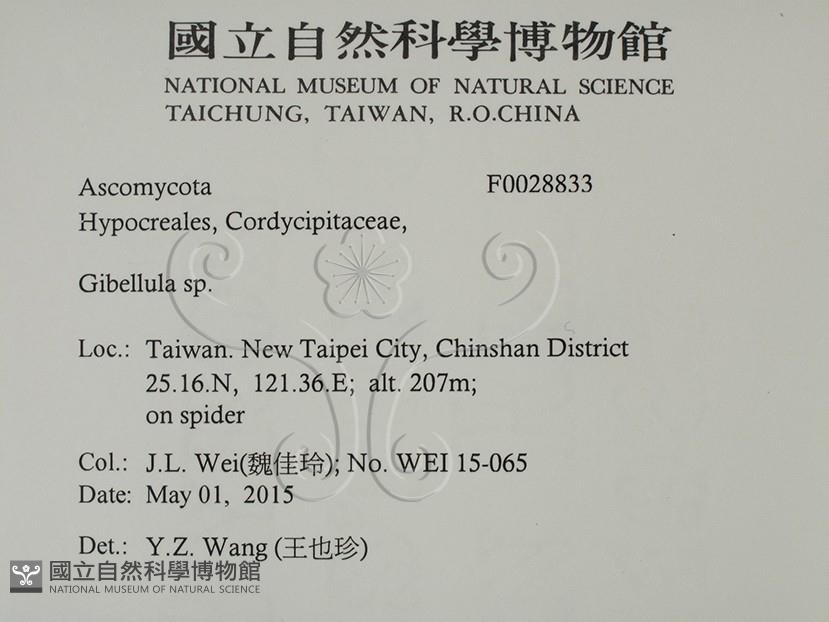 國立自然科學博物館
NATIONAL MUSEUM OF NATURAL SCIENCE
TAICHUNG, TAIWAN, R.O.CHINA
Ascomycota F0028833
Hypocreales, Cordycipitaceae,
Gibellula sp.
Loc.: Taiwan. New Taipei City, Chinshan District
25.16.N, 121.36.E; alt. 207m;
on spider
Col.: J.L. Wei(魏佳玲); No. WEI 15-065
Date: May 01, 2015
Det.: Y.Z. Wang (王也珍)
國立自然科學博物館
NATIONAL MUSEUM OF NATURAL SCIENCE